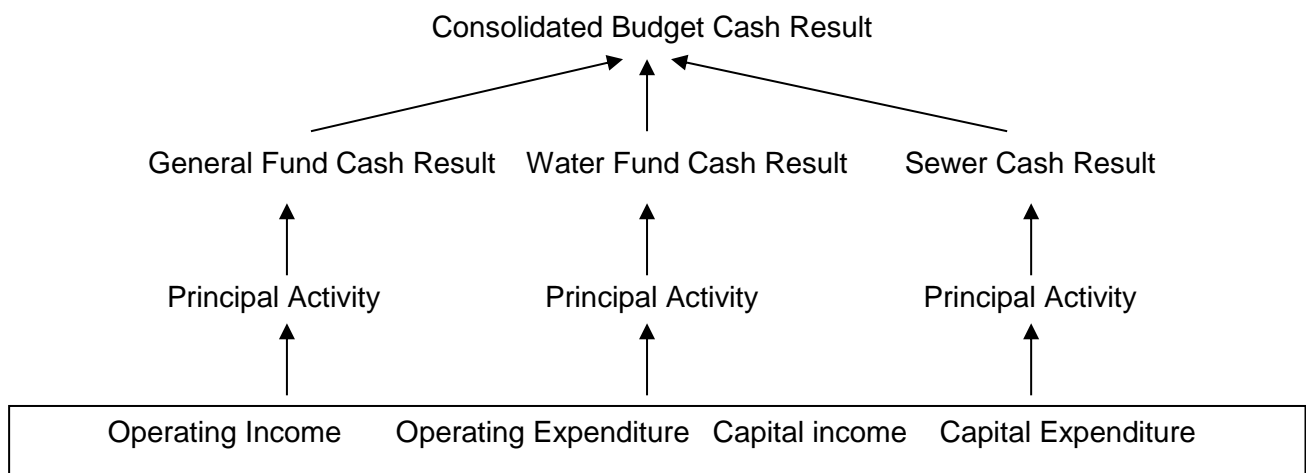 Consolidated Budget Cash Result
General Fund Cash Result Water Fund Cash Result Sewer Cash Result
Principal Activity Principal Activity Principal Activity
Operating Income Operating Expenditure Capital income Capital Expenditure